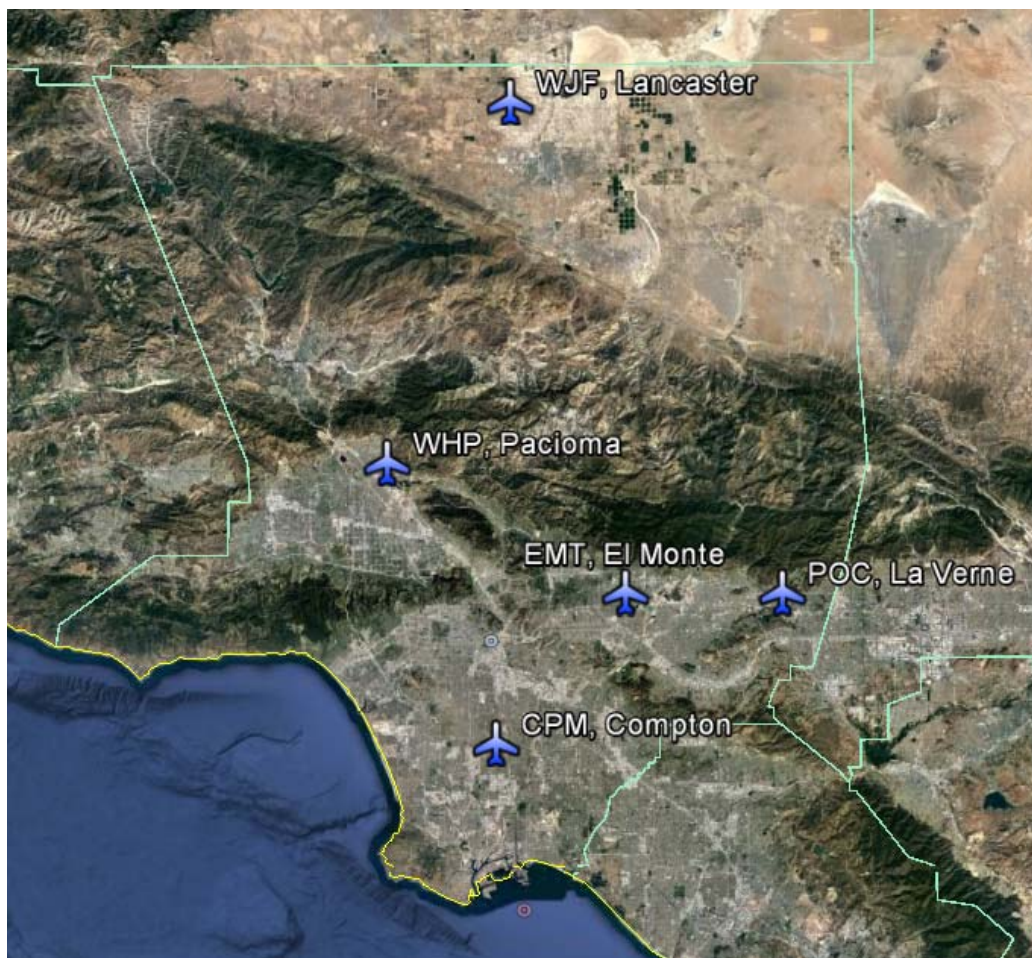 WJF, Lancaster
WHP, Pacioma
EMT, El Monte
POC, La Verne
CPM, Compton